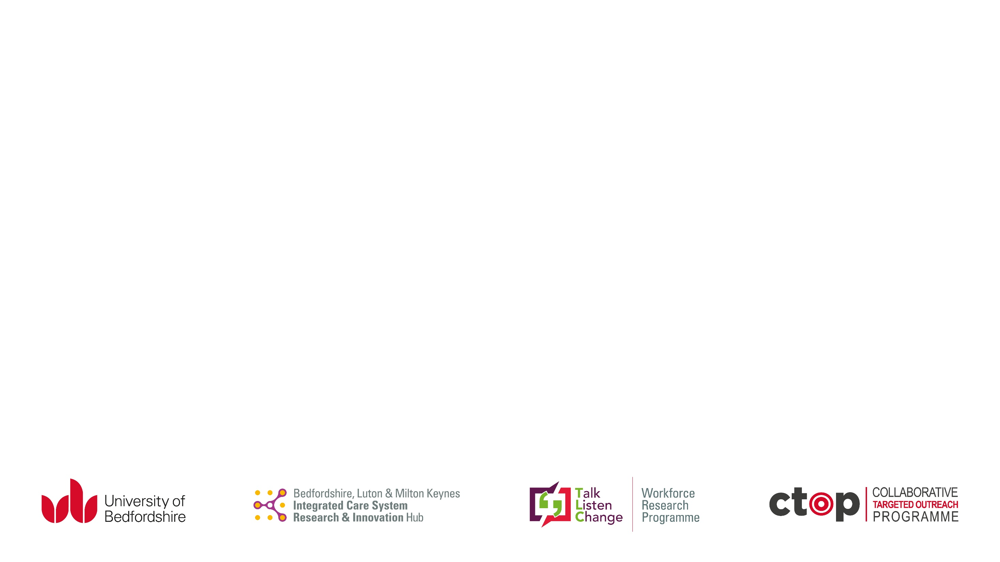 University of
Bedfordshire
Bedfordshire, Luton & Milton Keynes
Integrated Care System
Research & Innovation Hub
Talk
Listen
Change
Workforce
Research
Programme
ctop
COLLABORATIVE
TARGETED OUTREACH
PROGRAMME